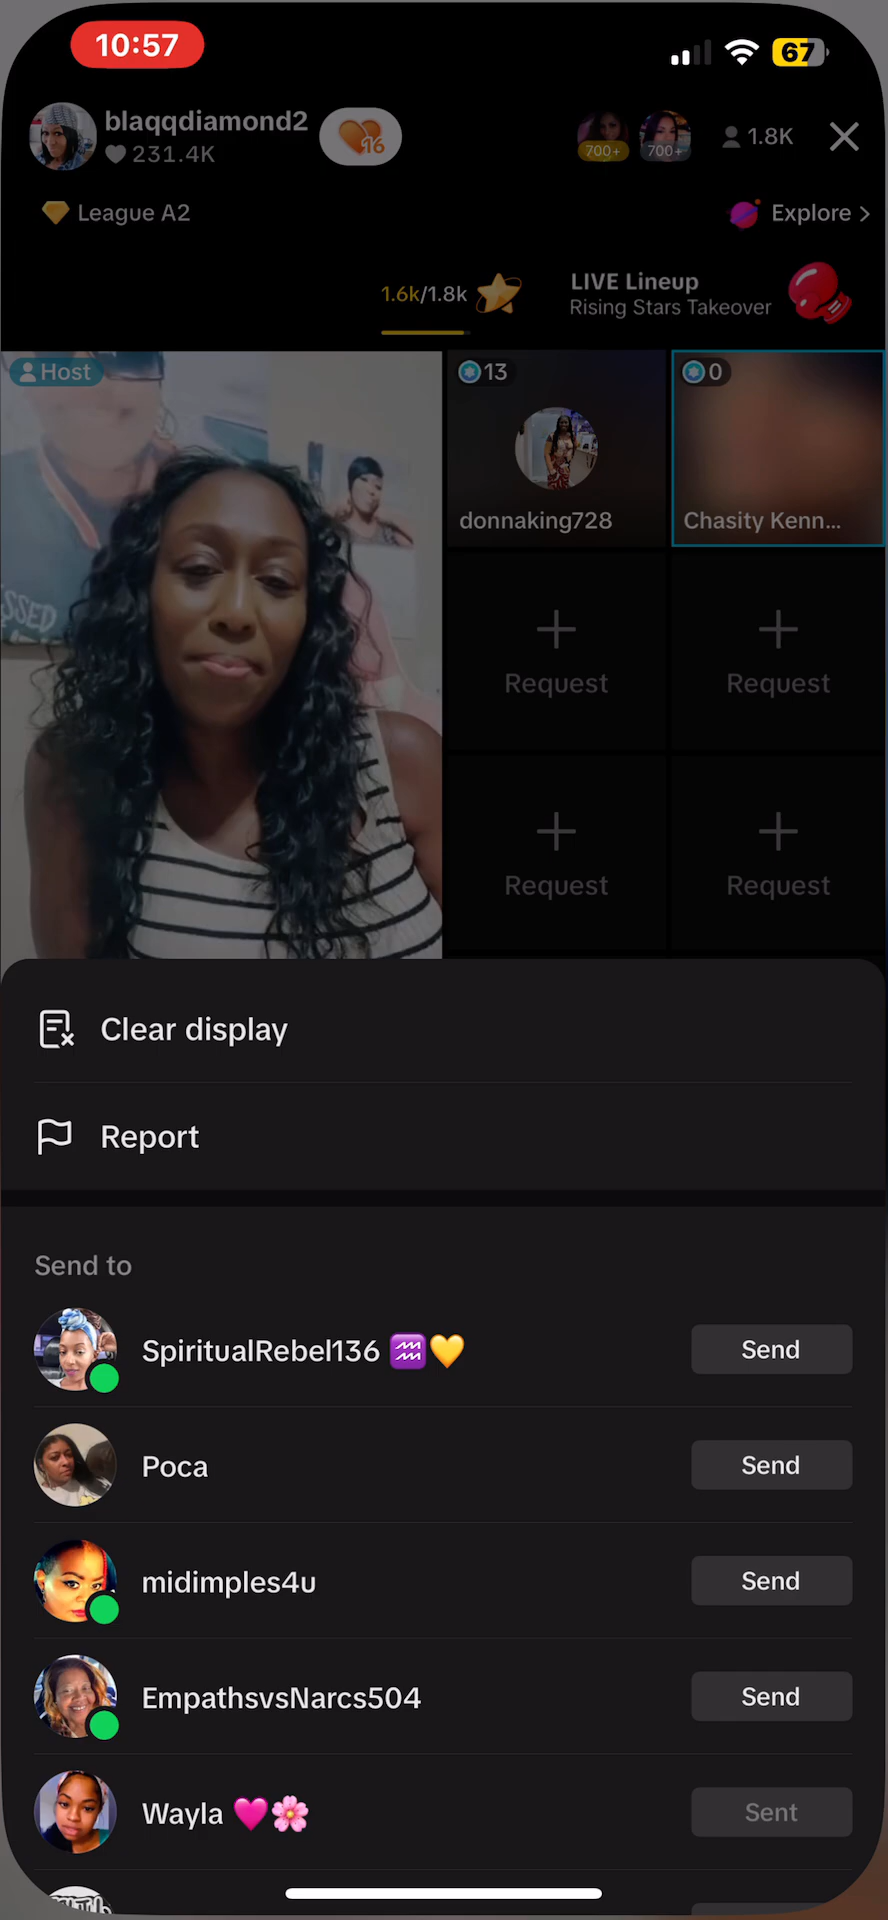 10:57
67
blaqqdiamond2
231.4K
16
700+
700+
1.8K
League A2
Explore >
1.6k/1.8k
LIVE Lineup
Rising Stars Takeover
Host
13
0
SSED
donnaking728
Chasity Kenn...
Request
Request
Request
Request
Clear display
Report
Send to
SpiritualRebel136 ♒💛
Send
Poca
Send
midimples4u
Send
EmpathsvsNarcs504
Send
Wayla 💗🌸
Sent